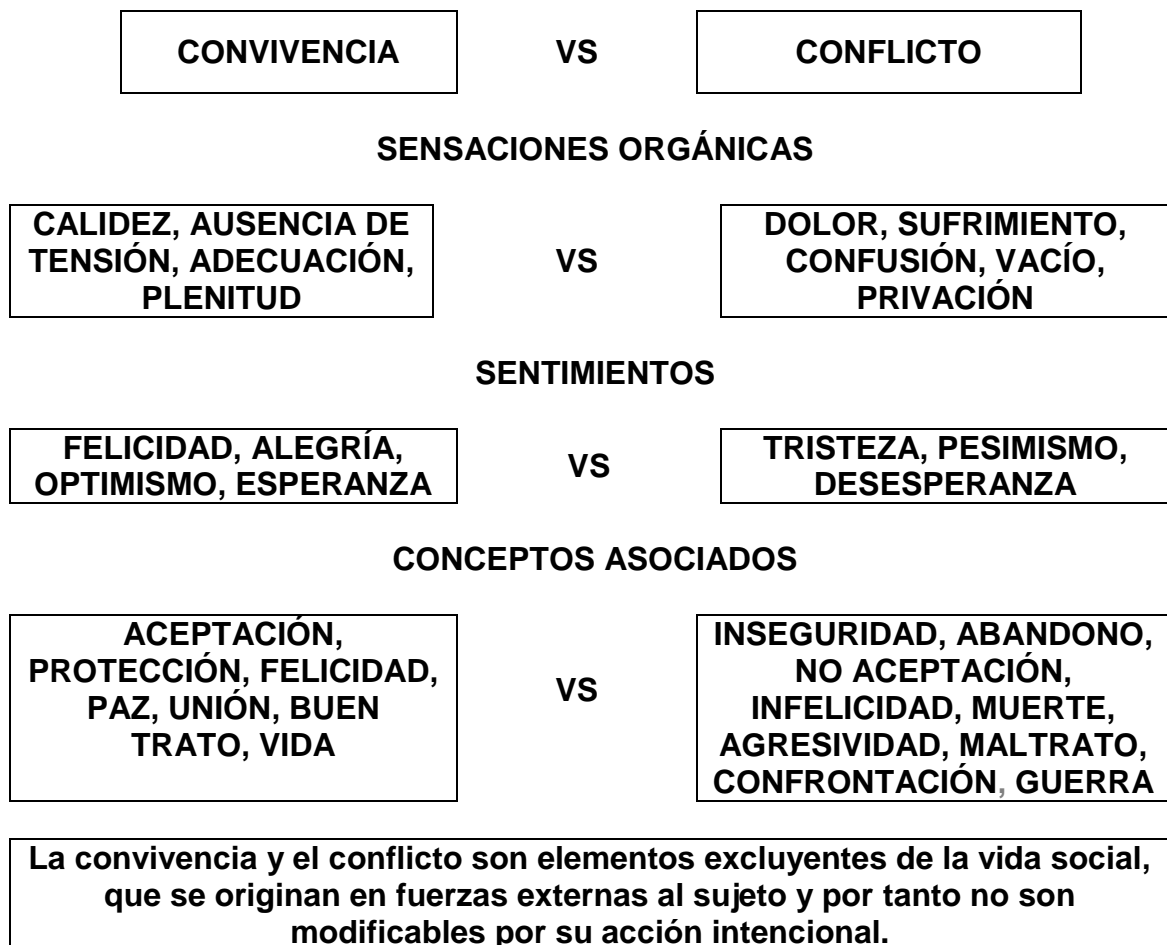 CONVIVENCIA VS CONFLICTO
SENSACIONES ORGÁNICAS
CALIDEZ, AUSENCIA DE
TENSIÓN, ADECUACIÓN,
PLENITUD
VS
DOLOR, SUFRIMIENTO,
CONFUSIÓN, VACÍO,
PRIVACIÓN
SENTIMIENTOS
FELICIDAD, ALEGRÍA,
OPTIMISMO, ESPERANZA
VS
TRISTEZA, PESIMISMO,
DESESPERANZA
CONCEPTOS ASOCIADOS
ACEPTACIÓN,
PROTECCIÓN, FELICIDAD,
PAZ, UNIÓN, BUEN
TRATO, VIDA
VS
INSEGURIDAD, ABANDONO,
NO ACEPTACIÓN,
INFELICIDAD, MUERTE,
AGRESIVIDAD, MALTRATO,
CONFRONTACIÓN, GUERRA
La convivencia y el conflicto son elementos excluyentes de la vida social,
que se originan en fuerzas externas al sujeto y por tanto no son
modificables por su acción intencional.